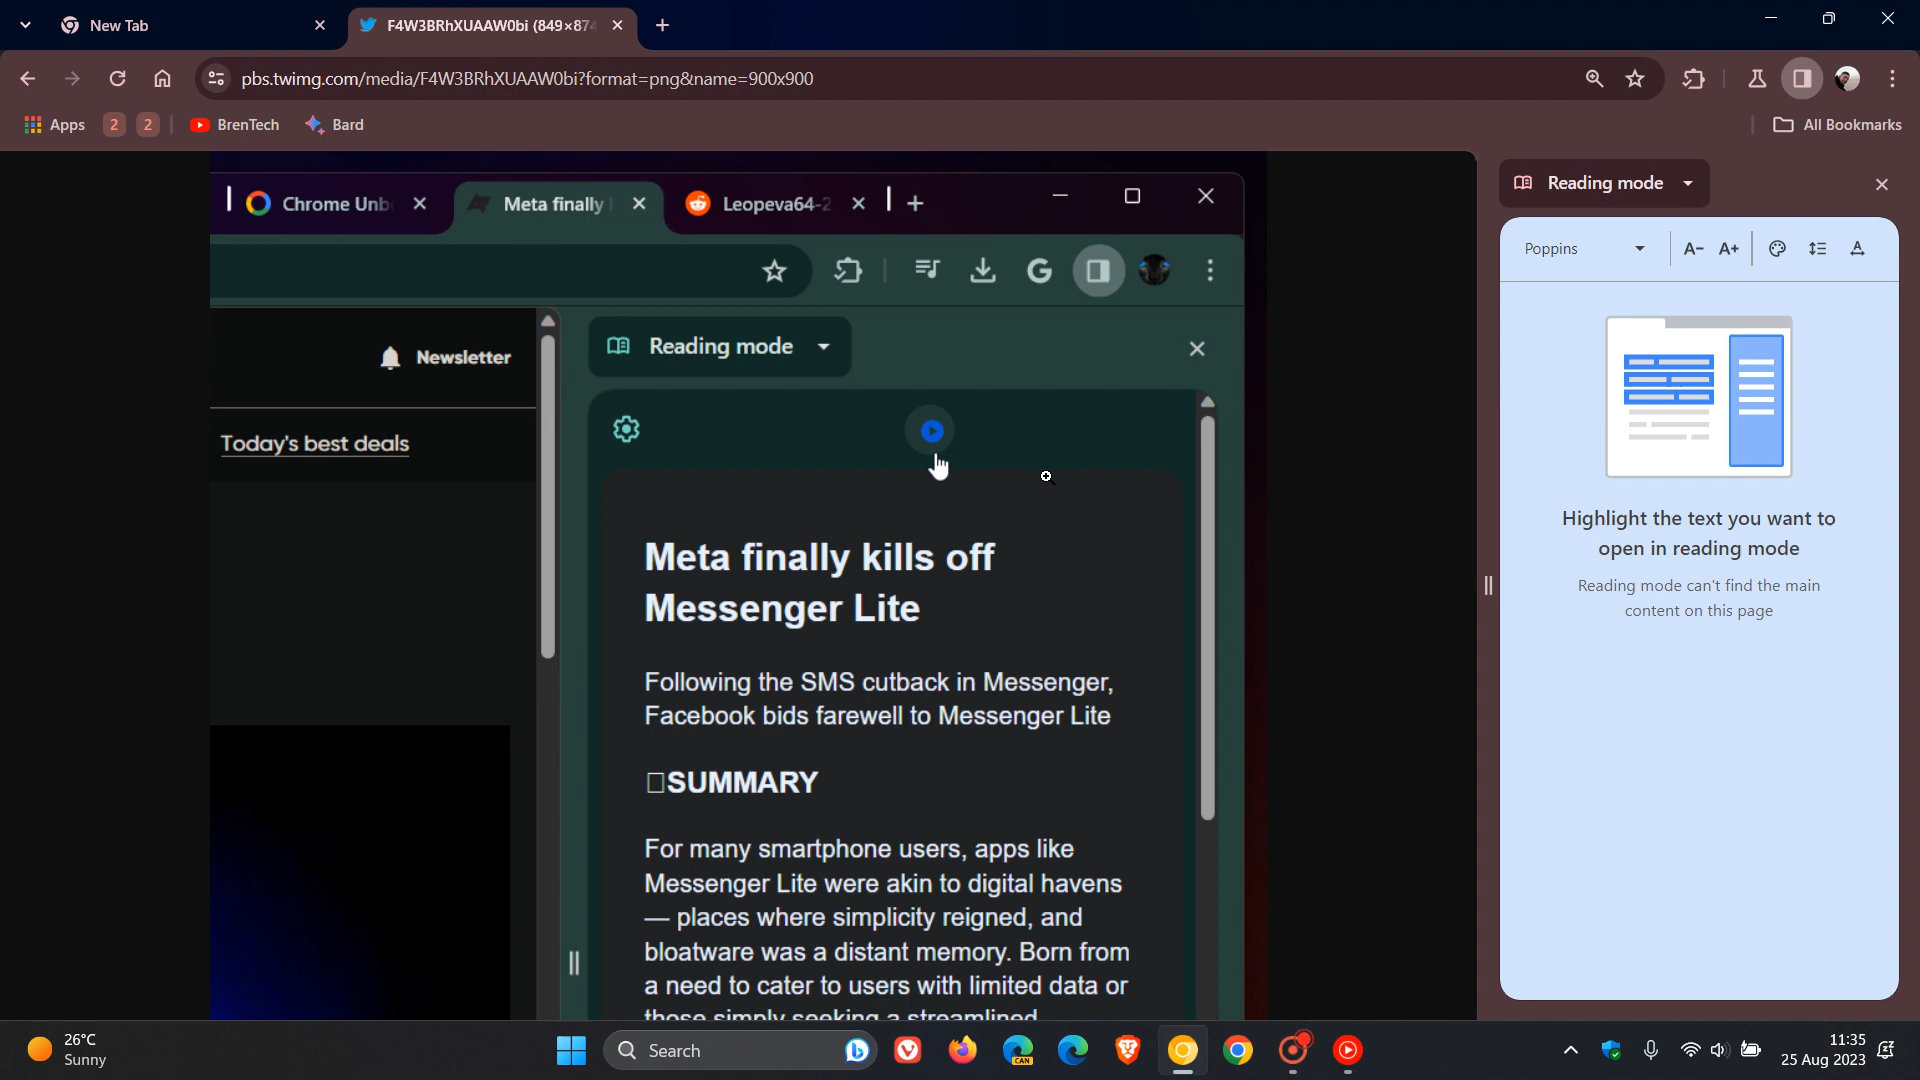 New Tab
F4W3BRhXUAAW0bi (849×874
pbs.twimg.com/media/F4W3BRhXUAAW0bi?format=png&name=900x900
Apps
2
2
BrenTech
Bard
All Bookmarks
Chrome Unb
Meta finally
Leopeva64-2
Newsletter
Today's best deals
Reading mode
Meta finally kills off
Messenger Lite
Following the SMS cutback in Messenger,
Facebook bids farewell to Messenger Lite
SUMMARY
For many smartphone users, apps like
Messenger Lite were akin to digital havens
— places where simplicity reigned, and
bloatware was a distant memory. Born from
a need to cater to users with limited data or
those simply seeking a streamlined
Reading mode
Poppins
A-
A+
Highlight the text you want to
open in reading mode
Reading mode can't find the main
content on this page
26°C
Sunny
Search
CAN
11:35
25 Aug 2023